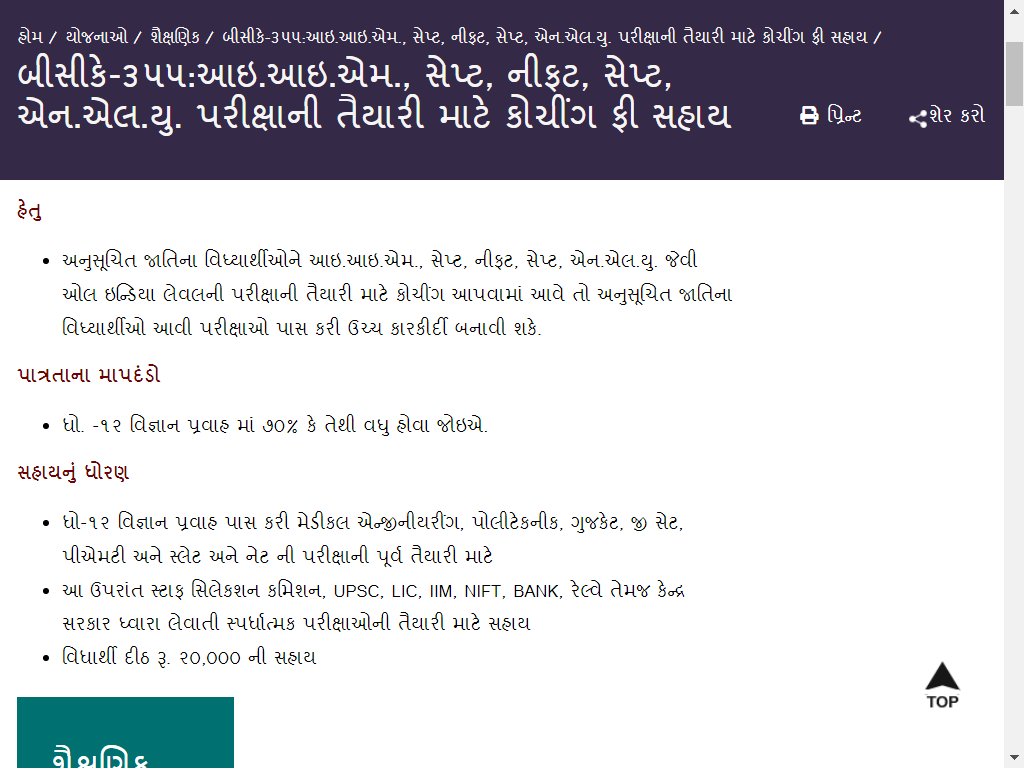 હોમ / યોજનાઓ / શૈક્ષણિક / બીસીકે-૩૫૫:આઇ.આઇ.એમ., સેપ્ટ, નીફટ, સેપ્ટ, એન.એલ.યુ. પરીક્ષાની તૈયારી માટે કોચીંગ ફી સહાય /
બીસીકે-૩૫૫:આઇ.આઇ.એમ., સેપ્ટ, નીફટ, સેપ્ટ,
એન.એલ.યુ. પરીક્ષાની તૈયારી માટે કોચીંગ ફી સહાય
પ્રિન્ટ
શેર કરો
હેતુ
• અનુસૂચિત જાતિના વિધ્યાર્થીઓને આઇ.આઇ.એમ., સેપ્ટ, નીફટ, સેપ્ટ, એન.એલ.યુ. જેવી
ઓલ ઇન્ડિયા લેવલની પરીક્ષાની તૈયારી માટે કોચીંગ આપવામાં આવે તો અનુસૂચિત જાતિના
વિધ્યાર્થીઓ આવી પરીક્ષાઓ પાસ કરી ઉચ્ચ કારકીર્દી બનાવી શકે.
પાત્રતાના માપદંડો
• ધો. -૧૨ વિજ્ઞાન પ્રવાહ માં ૭૦% કે તેથી વધુ હોવા જોઇએ.
સહાયનું ધોરણ
• ધો-૧૨ વિજ્ઞાન પ્રવાહ પાસ કરી મેડીકલ એન્જીનીયરીંગ, પોલીટેકનીક, ગુજકેટ, જી સેટ,
પીએમટી અને સ્લેટ અને નેટ ની પરીક્ષાની પૂર્વ તૈયારી માટે
• આ ઉપરાંત સ્ટાફ સિલેકશન કમિશન, UPSC, LIC, IIM, NIFT, BANK, રેલ્વે તેમજ કેન્દ્ર
સરકાર ધ્વારા લેવાતી સ્પર્ધાત્મક પરીક્ષાઓની તૈયારી માટે સહાય
• વિધાર્થી દીઠ રૂ. ૨૦,૦૦૦ ની સહાય
TOP
શૈક્ષણિક